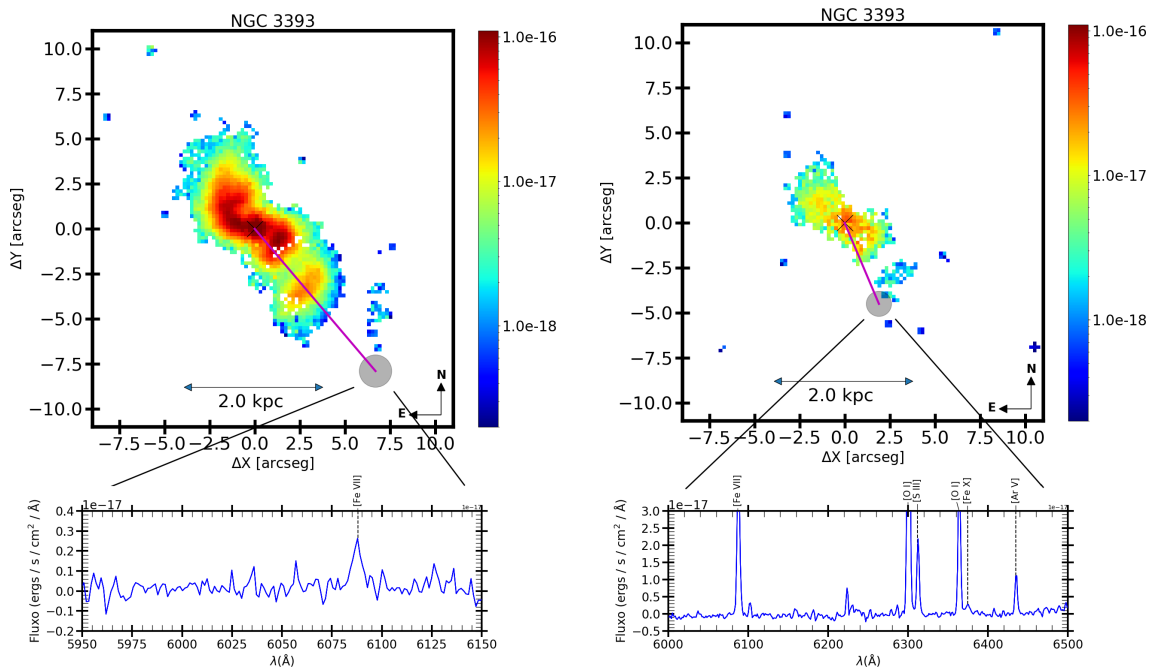 NGC 3393
10.0
7.5
5.0
2.5
0.0
−2.5
−5.0
−7.5
−10.0
ΔY [arcsec]
2.0 kpc
N
E
−7.5 −5.0 −2.5 0.0 2.5 5.0 7.5 10.0
ΔX [arcsec]
1.0e-16
1.0e-17
1.0e-18
NGC 3393
10.0
7.5
5.0
2.5
0.0
−2.5
−5.0
−7.5
−10.0
ΔY [arcsec]
2.0 kpc
N
E
−7.5 −5.0 −2.5 0.0 2.5 5.0 7.5 10.0
ΔX [arcsec]
1.0e-16
1.0e-17
1.0e-18
1e−17
[Fe VII]
1e−17
0.4
0.3
0.2
0.1
0.0
−0.1
−0.2
Fluxo (ergs / s / cm² / Å)
5950 5975 6000 6025 6050 6075 6100 6125 6150
λ(Å)
1e−17
[Fe VII]
[O I]
[S III]
[O I]
[Fe X]
[Ar V]
1e−17
3.0
2.5
2.0
1.5
1.0
0.5
0.0
−0.5
Fluxo (ergs / s / cm² / Å)
6000 6100 6200 6300 6400 6500
λ(Å)